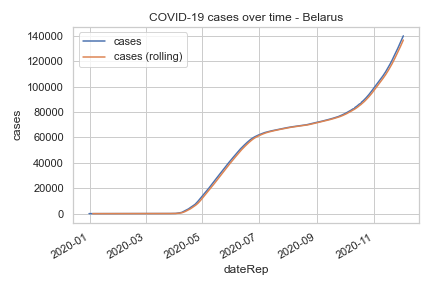 COVID-19 cases over time - Belarus
cases
cases (rolling)
140000
120000
100000
80000
60000
40000
20000
0
cases
2020-01
2020-03
2020-05
2020-07
2020-09
2020-11
dateRep